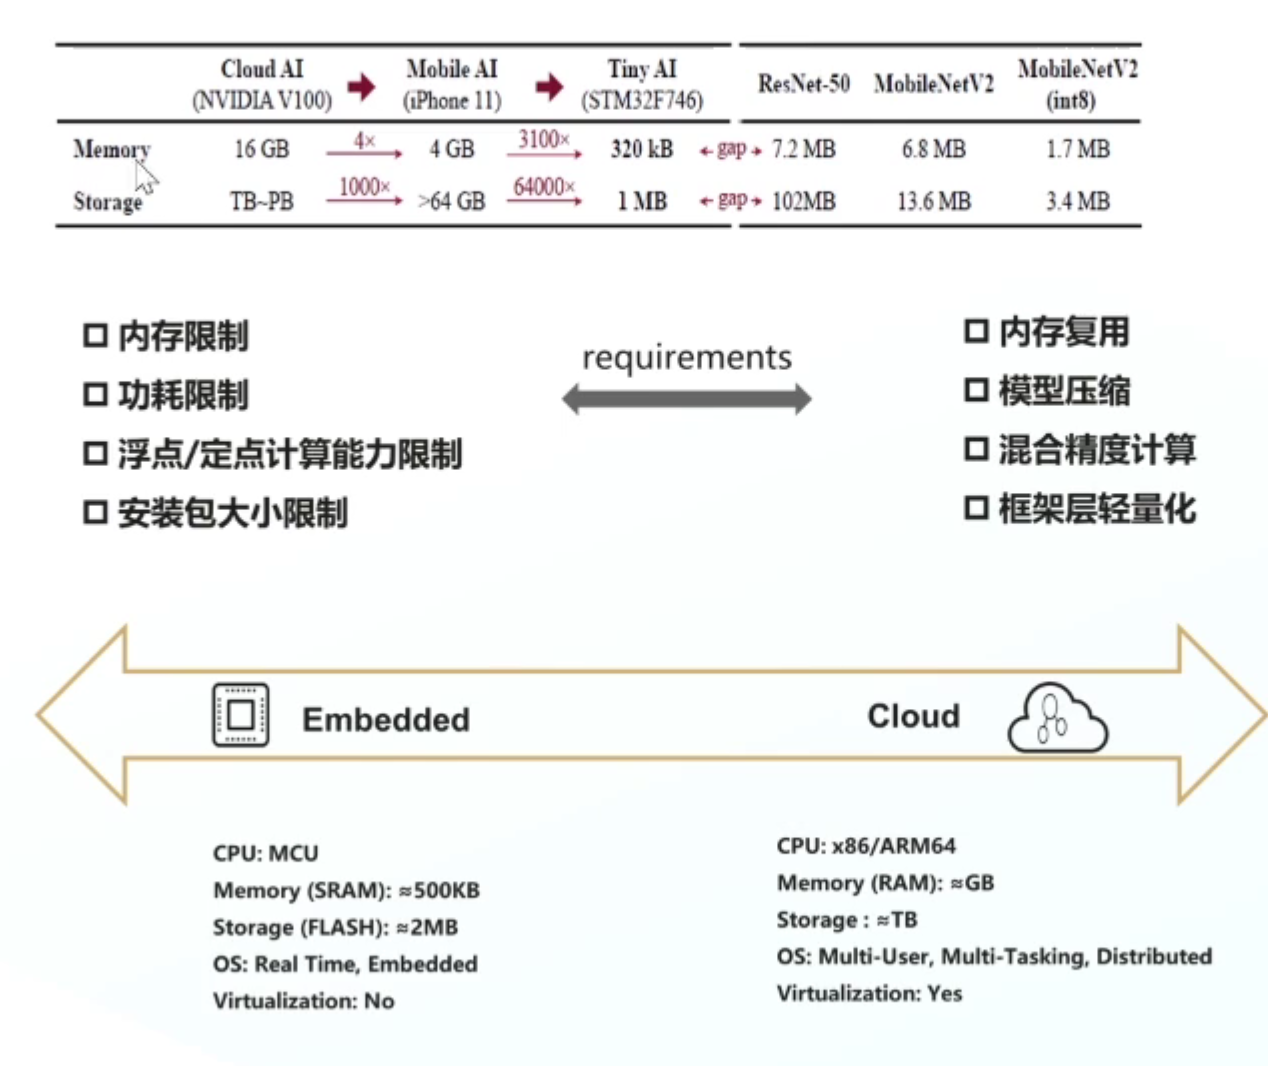 Cloud AI Mobile AI Tiny AI ResNet-50 MobileNetV2 MobileNetV2
(NVIDIA V100) (iPhone 11) (STM32F746) (int8)
Memory 16 GB 4× 4 GB 3100× 320 kB gap 7.2 MB 6.8 MB 1.7 MB
Storage TB~PB 1000× >64 GB 64000× 1 MB gap 102MB 13.6 MB 3.4 MB
内存限制
功耗限制
浮点/定点计算能力限制
安装包大小限制
requirements
内存复用
模型压缩
混合精度计算
框架层轻量化
Embedded
Cloud
CPU: MCU
Memory (SRAM): ≈500KB
Storage (FLASH): ≈2MB
OS: Real Time, Embedded
Virtualization: No
CPU: x86/ARM64
Memory (RAM): ≈GB
Storage : ≈TB
OS: Multi-User, Multi-Tasking, Distributed
Virtualization: Yes